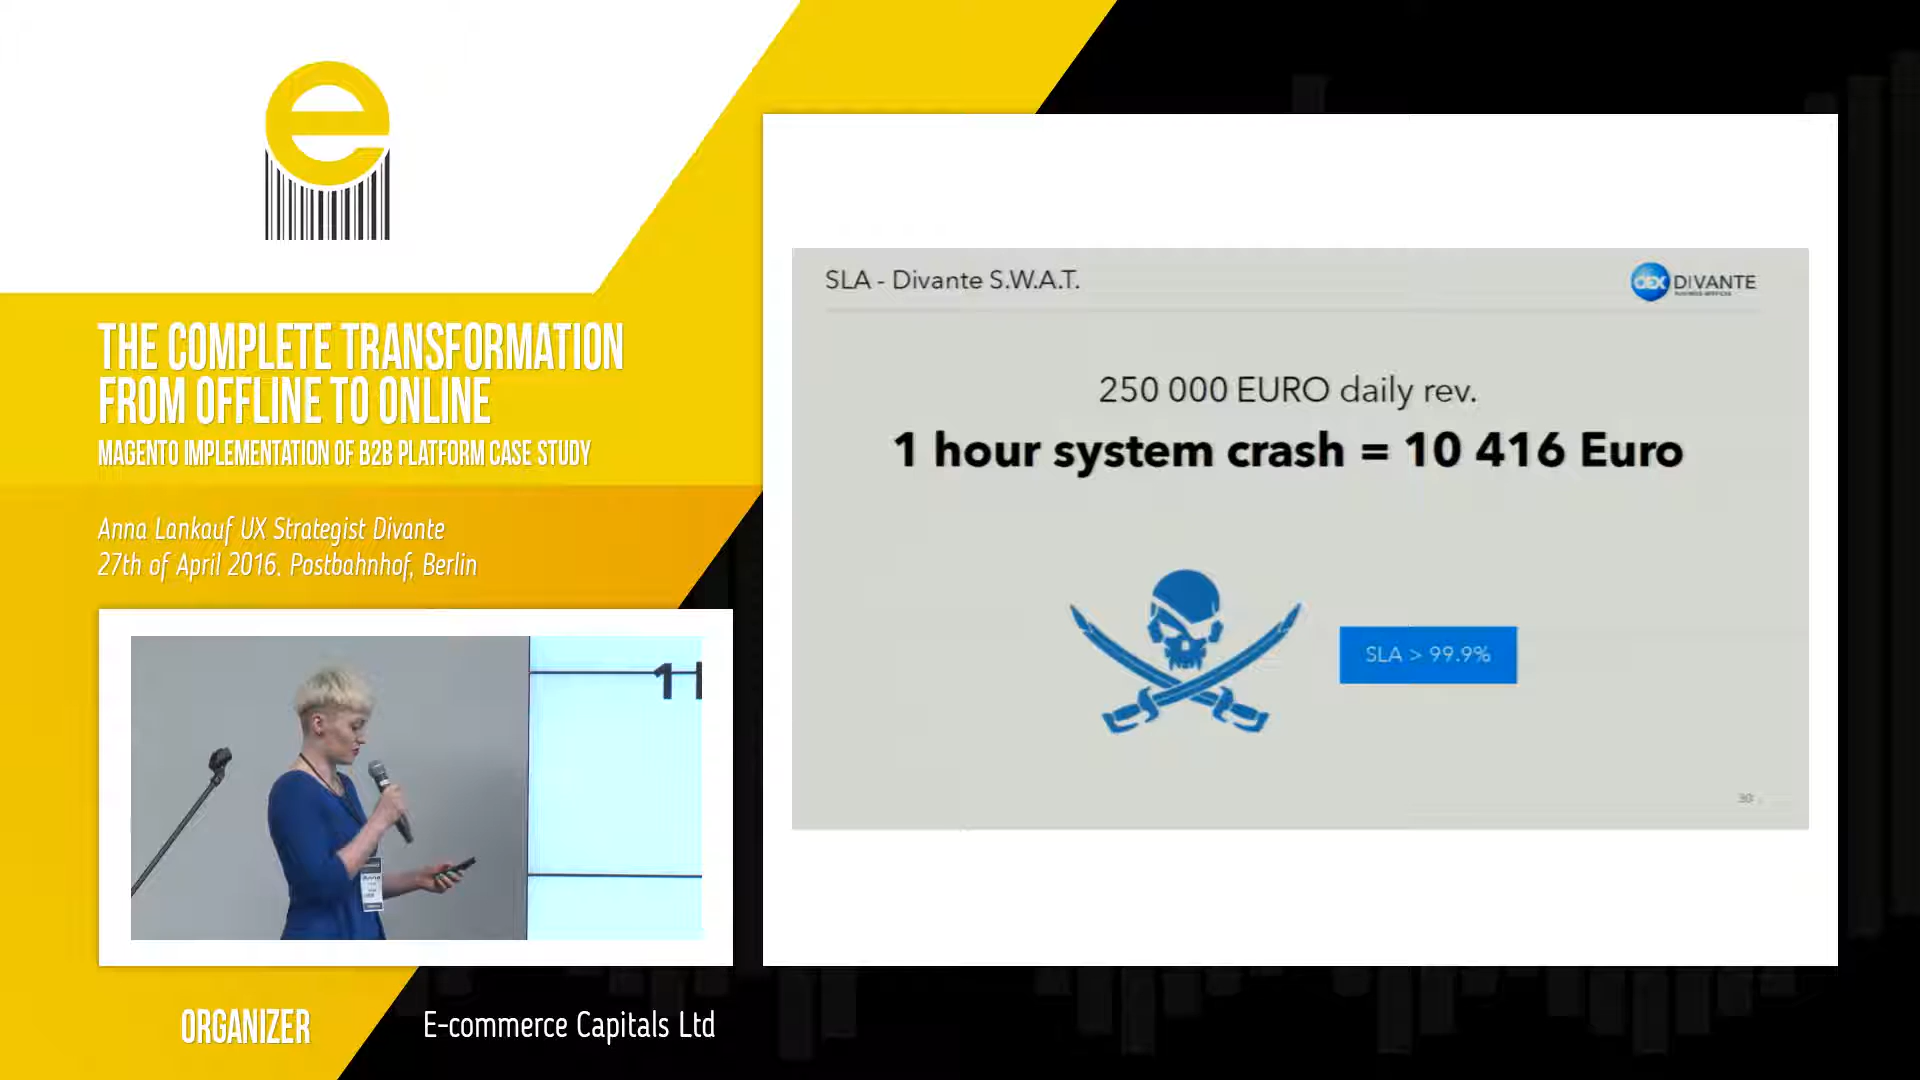 THE COMPLETE TRANSFORMATION
FROM OFFLINE TO ONLINE
MAGENTO IMPLEMENTATION OF B2B PLATFORM CASE STUDY
Anna Lankauf UX Strategist Divante
27th of April 2016. Postbahnhof, Berlin
ORGANIZER
E-commerce Capitals Ltd
SLA - Divante S.W.A.T.
DIVANTE
250 000 EURO daily rev.
1 hour system crash = 10 416 Euro
SLA > 99.9%
30